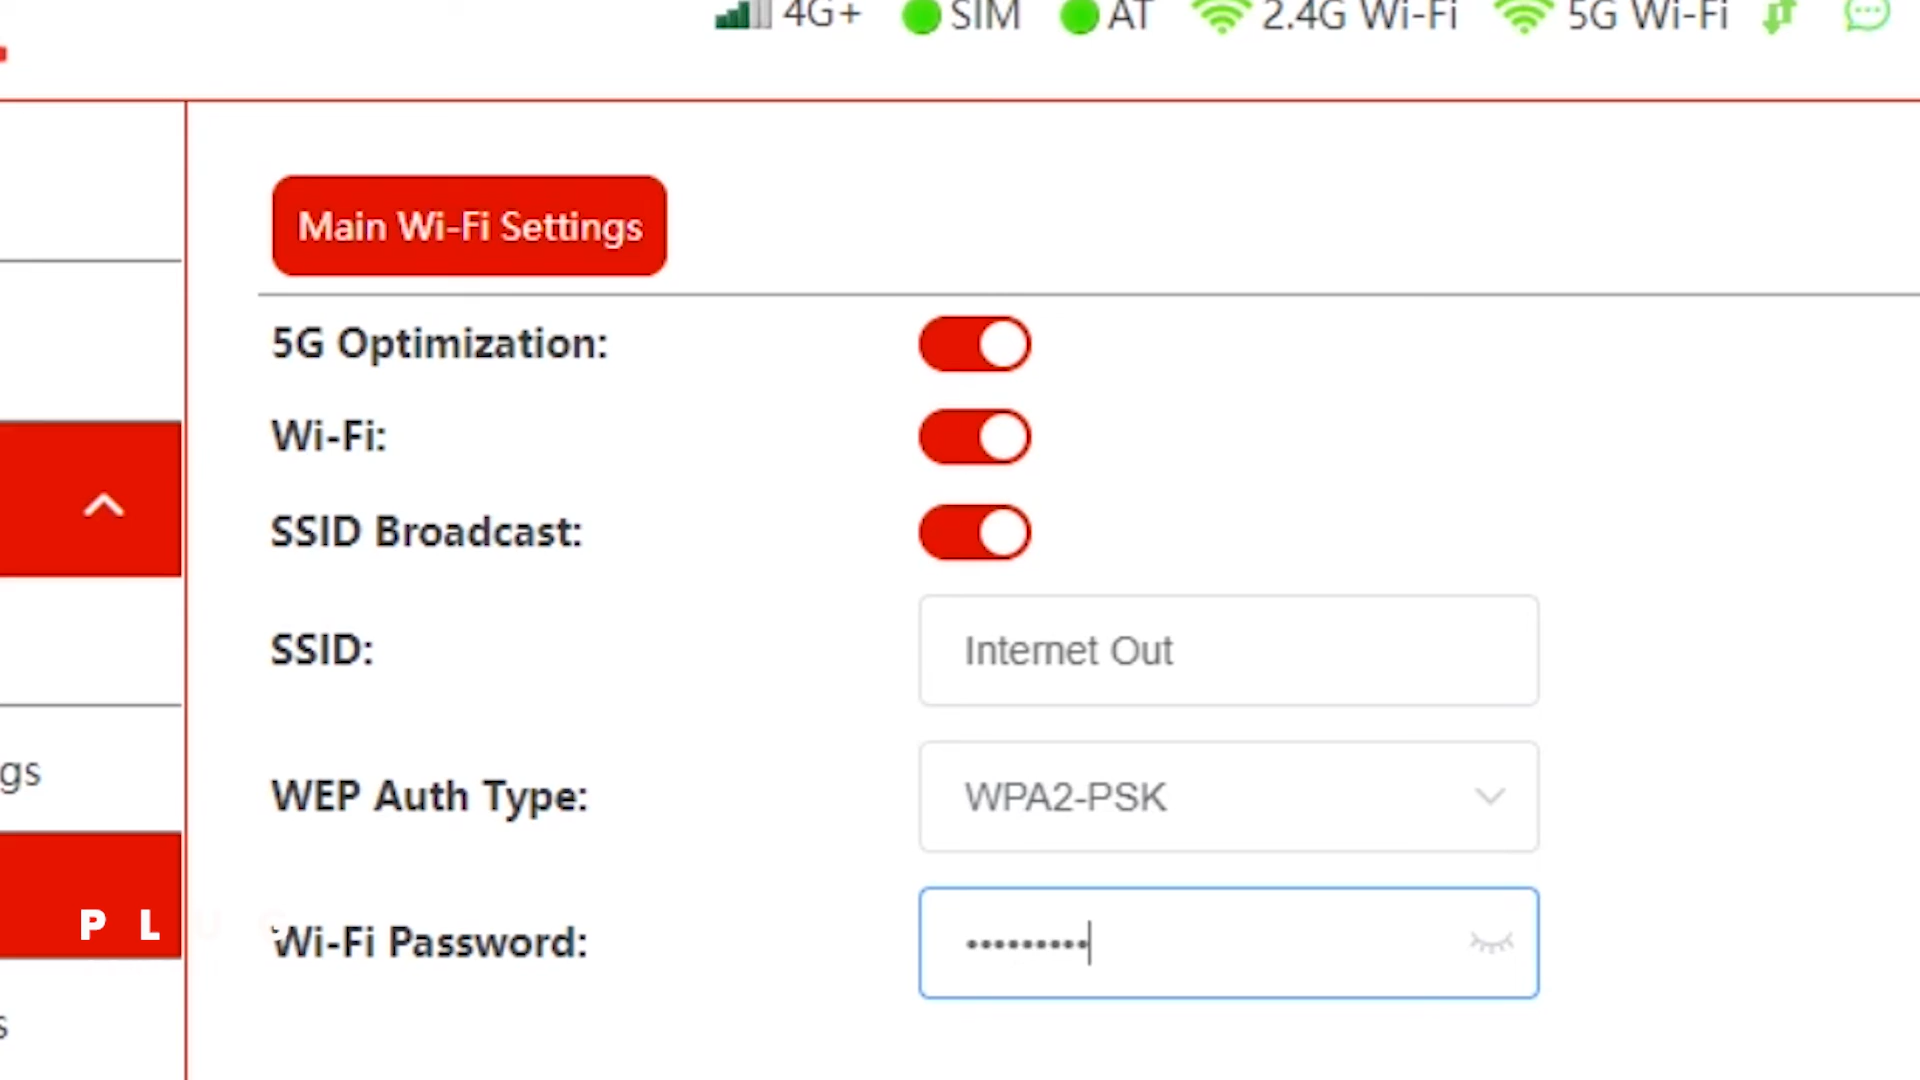 4G+ SIM AT 2.4G Wi-Fi 5G Wi-Fi
Main Wi-Fi Settings
5G Optimization:
Wi-Fi:
SSID Broadcast:
SSID: Internet Out
gs
WEP Auth Type: WPA2-PSK
PLUG
Wi-Fi Password: •••••••••
s